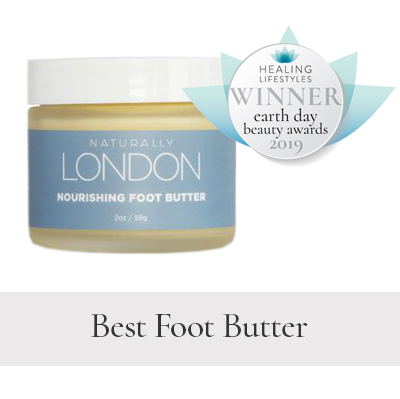 NATURALLY
LONDON
NOURISHING FOOT BUTTER
2oz / 59g
HEALING
LIFESTYLES
WINNER
earth day
beauty awards
2019
Best Foot Butter